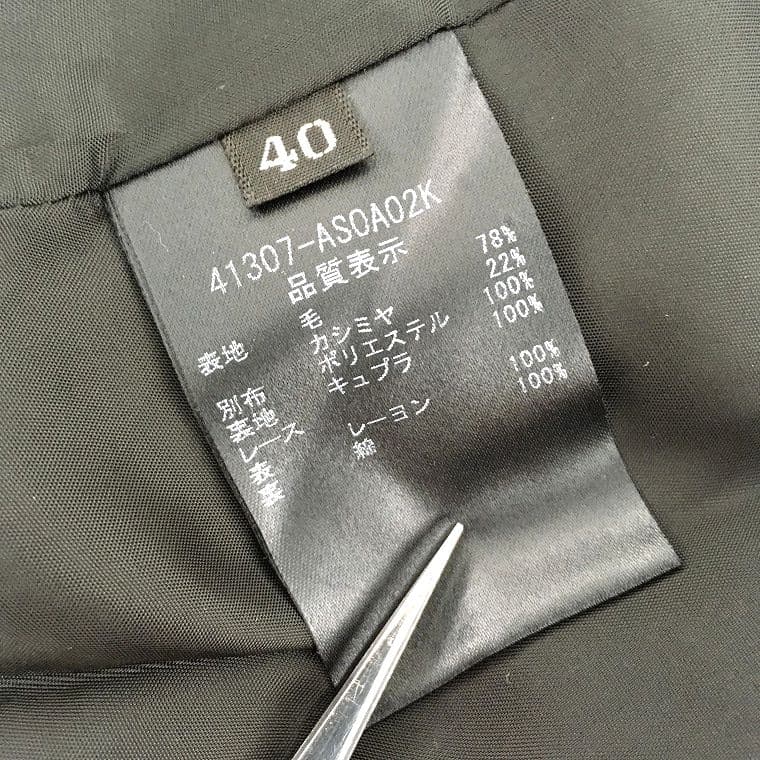 40
41307-ASOA02K
品質表示
表地 毛 78%
カシミヤ 22%
別布 ポリエステル 100%
裏地 キュプラ 100%
レース
表 レーヨン 100%
裏 綿 100%